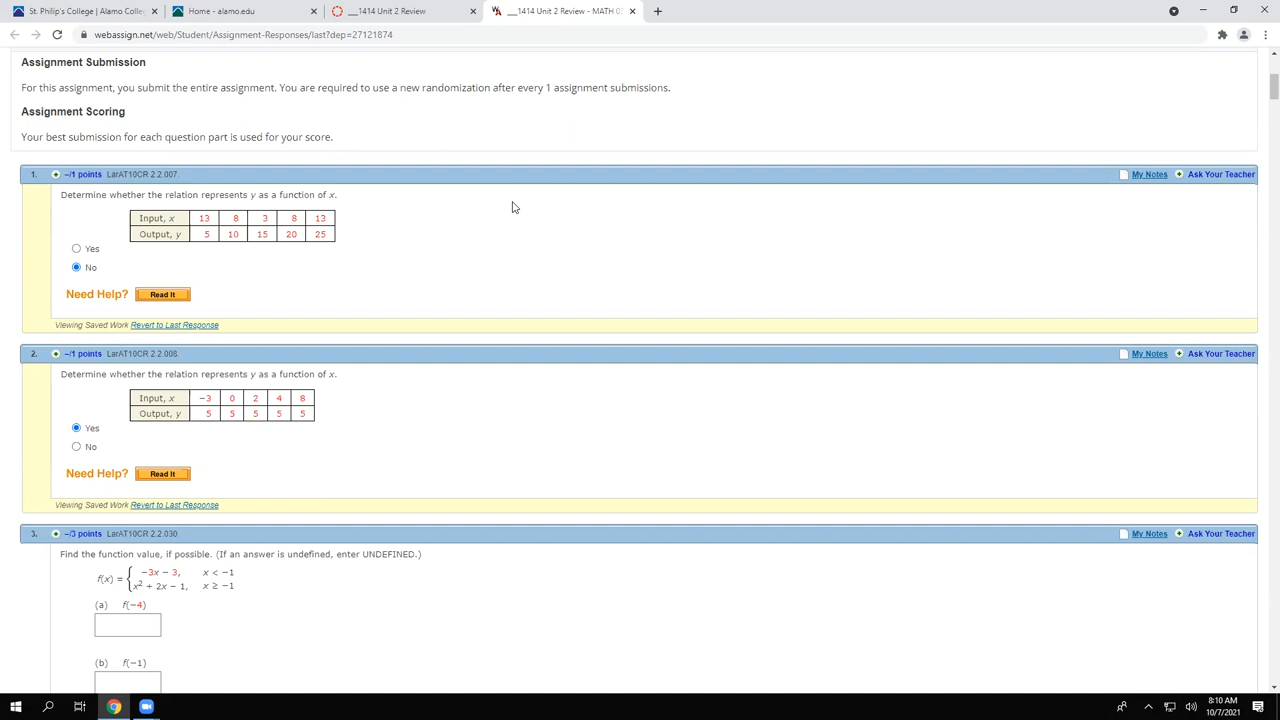 St. Philip's College | Alamo Colleg
Home - alamo.edu
__1414 Unit 2 Review
__1414 Unit 2 Review - MATH 03
webassign.net/web/Student/Assignment-Responses/last?dep=27121874
Assignment Submission
For this assignment, you submit the entire assignment. You are required to use a new randomization after every 1 assignment submissions.
Assignment Scoring
Your best submission for each question part is used for your score.
1. –/1 points LarAT10CR 2.2.007. My Notes Ask Your Teacher
Determine whether the relation represents y as a function of x.
Input, x 13 8 3 8 13
Output, y 5 10 15 20 25
Yes
No
Need Help? Read It
Viewing Saved Work Revert to Last Response
2. –/1 points LarAT10CR 2.2.008. My Notes Ask Your Teacher
Determine whether the relation represents y as a function of x.
Input, x −3 0 2 4 8
Output, y 5 5 5 5 5
Yes
No
Need Help? Read It
Viewing Saved Work Revert to Last Response
3. –/3 points LarAT10CR 2.2.030. My Notes Ask Your Teacher
Find the function value, if possible. (If an answer is undefined, enter UNDEFINED.)
f(x) = { −3x − 3, x < −1
x² + 2x − 1, x ≥ −1
(a) f(−4)
(b) f(−1)
8:10 AM
10/7/2021